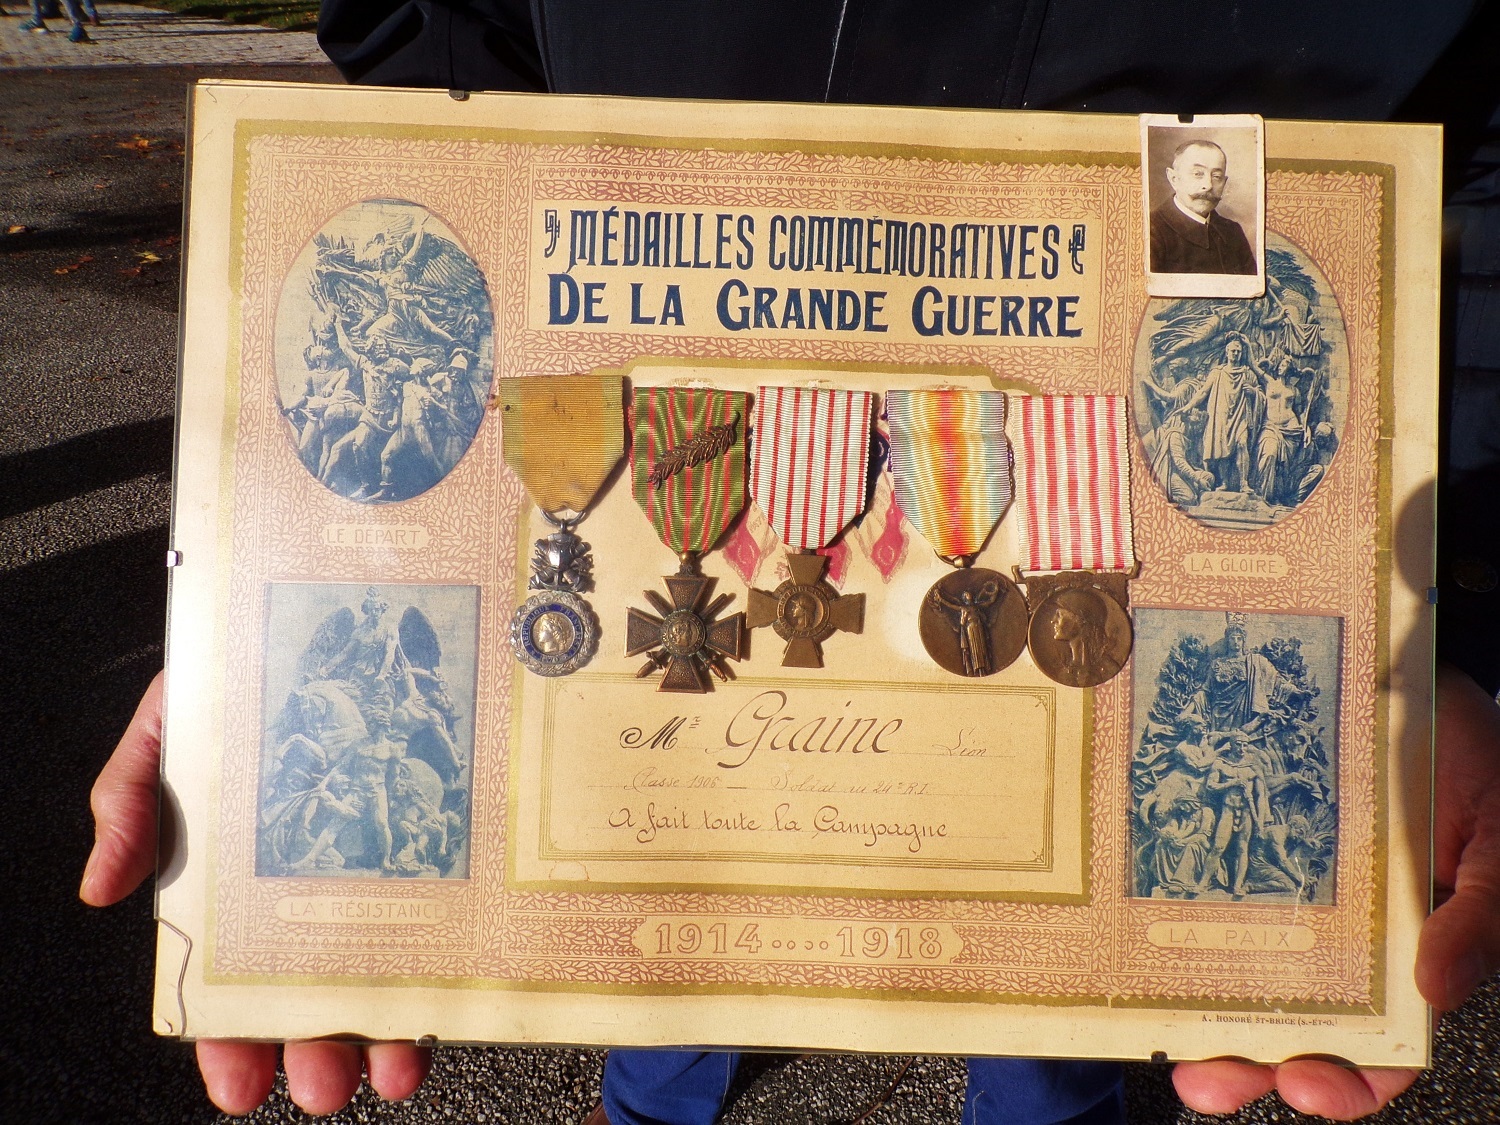 MÉDAILLES COMMÉMORATIVES
DE LA GRANDE GUERRE
LE DÉPART
LA GLOIRE
RÉPUBLIQUE
Mr Graine Léon
Classe 1906 — Soldat au 24e R.I.
A fait toute la Campagne
LA RÉSISTANCE
LA PAIX
1914....1918
A. HONORÉ ST-BRICE (S.-ET-O.)